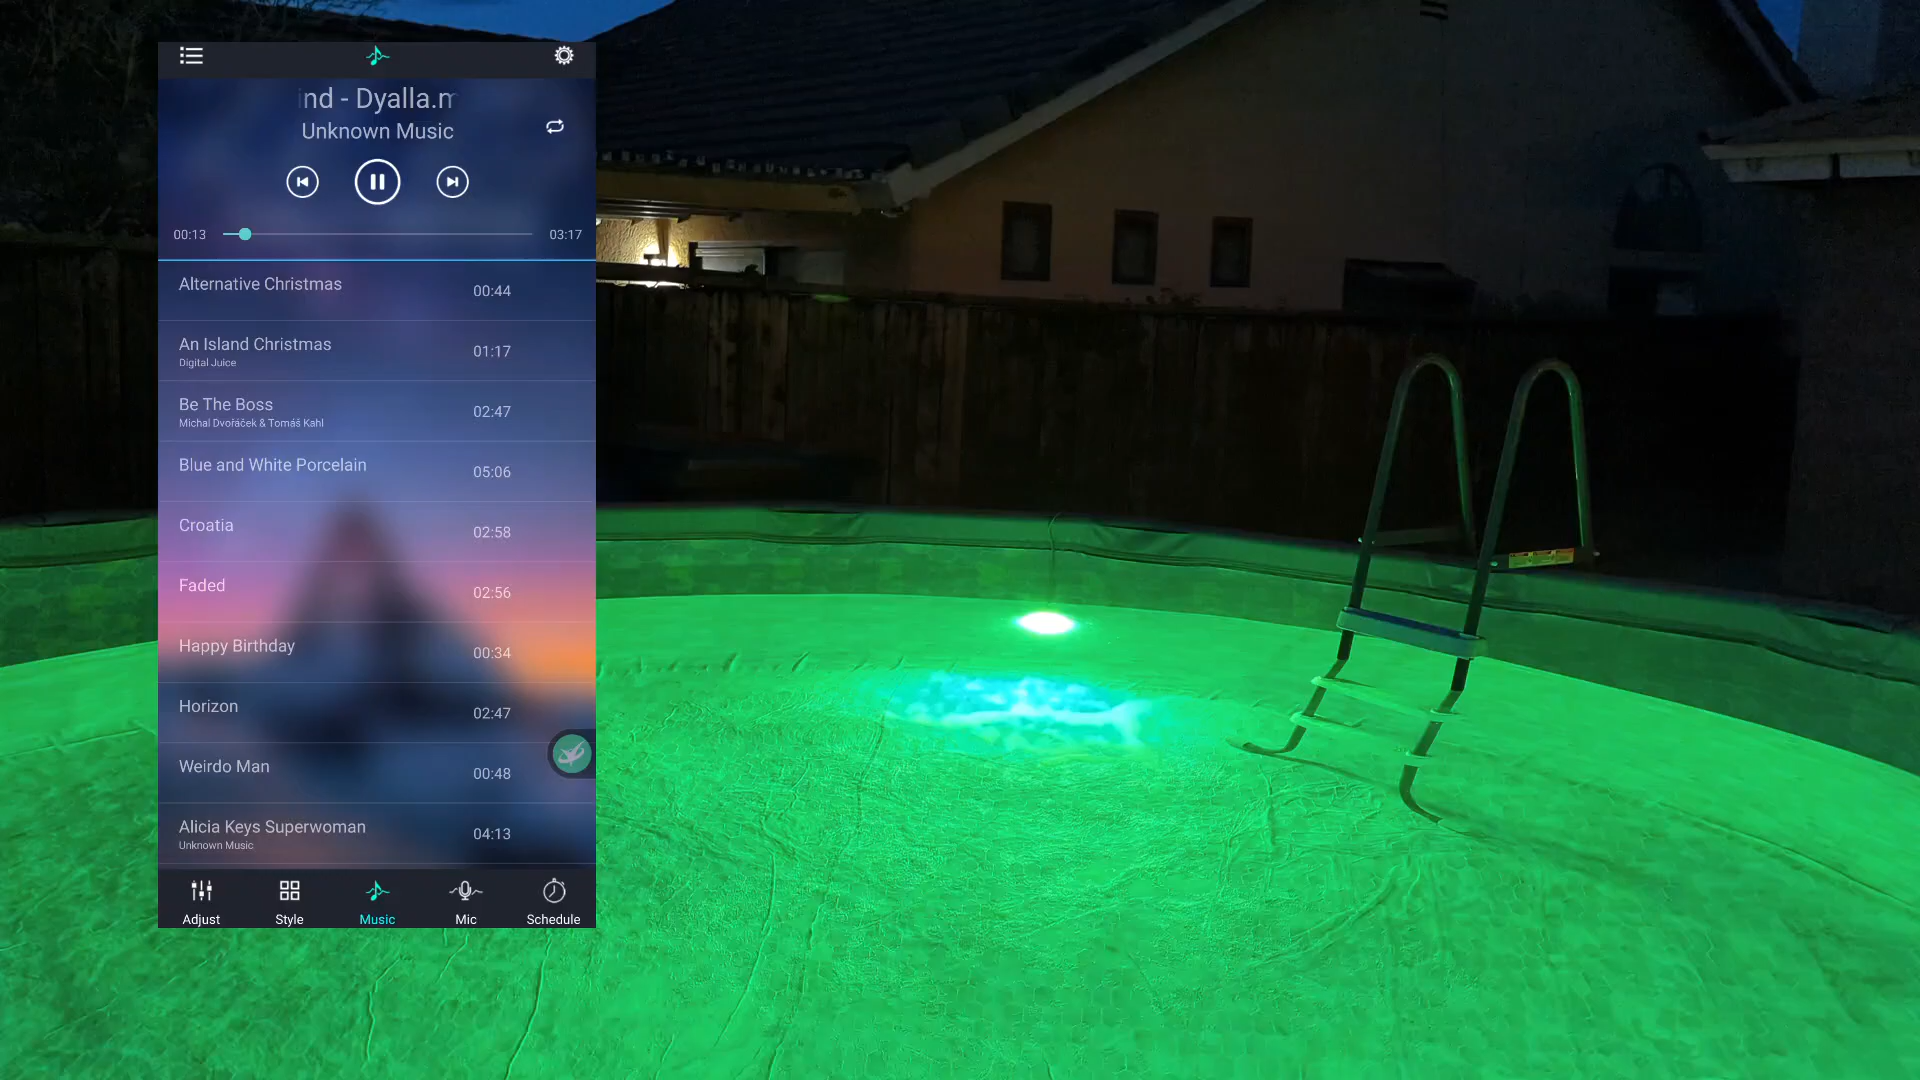 ind - Dyalla.m
Unknown Music
00:13
03:17
Alternative Christmas
00:44
An Island Christmas
Digital Juice
01:17
Be The Boss
Michal Dvořáček & Tomáš Kahl
02:47
Blue and White Porcelain
05:06
Croatia
02:58
Faded
02:56
Happy Birthday
00:34
Horizon
02:47
Weirdo Man
00:48
Alicia Keys Superwoman
Unknown Music
04:13
Adjust
Style
Music
Mic
Schedule